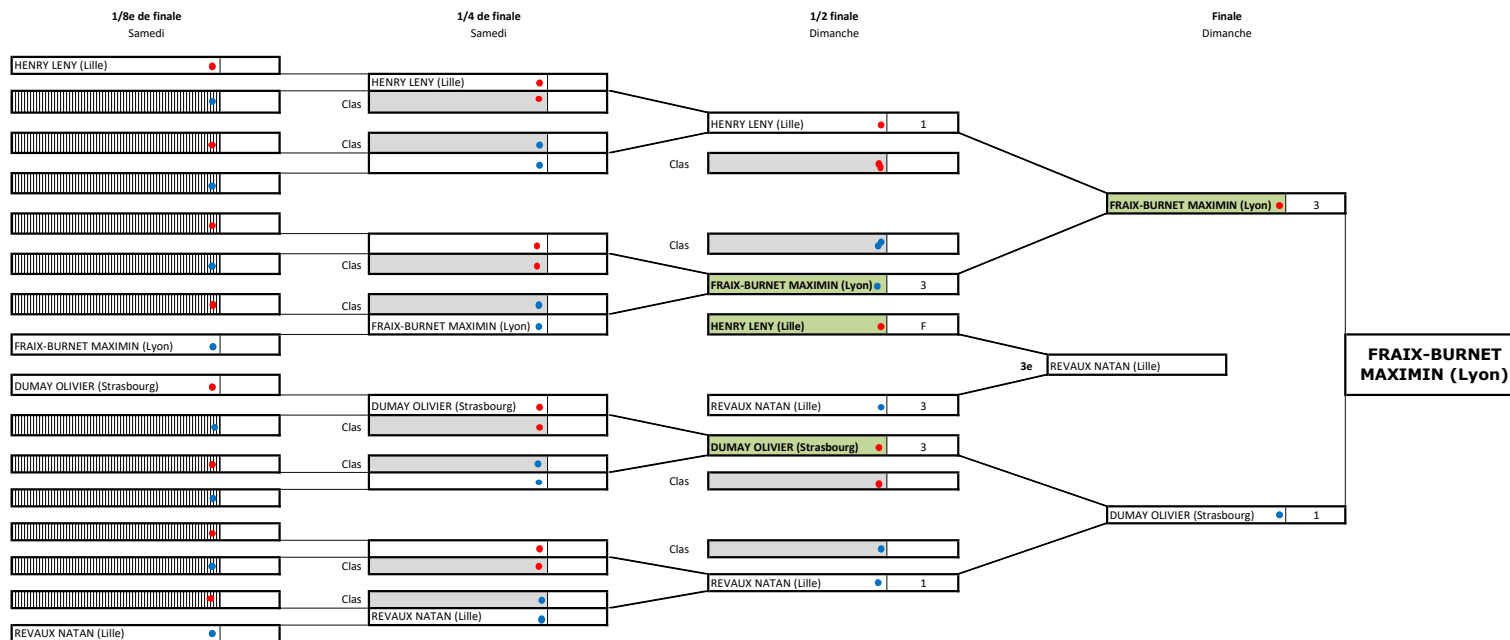 1/8e de finale
Samedi
1/4 de finale
Samedi
1/2 finale
Dimanche
Finale
Dimanche
HENRY LENY (Lille)
FRAIX-BURNET MAXIMIN (Lyon)
DUMAY OLIVIER (Strasbourg)
REVAUX NATAN (Lille)
HENRY LENY (Lille)
Clas
Clas
Clas
Clas
FRAIX-BURNET MAXIMIN (Lyon)
DUMAY OLIVIER (Strasbourg)
Clas
Clas
Clas
Clas
REVAUX NATAN (Lille)
HENRY LENY (Lille) 1
Clas
Clas
FRAIX-BURNET MAXIMIN (Lyon) 3
HENRY LENY (Lille) F
REVAUX NATAN (Lille) 3
DUMAY OLIVIER (Strasbourg) 3
Clas
Clas
REVAUX NATAN (Lille) 1
3e REVAUX NATAN (Lille)
FRAIX-BURNET MAXIMIN (Lyon) 3
DUMAY OLIVIER (Strasbourg) 1
FRAIX-BURNET
MAXIMIN (Lyon)